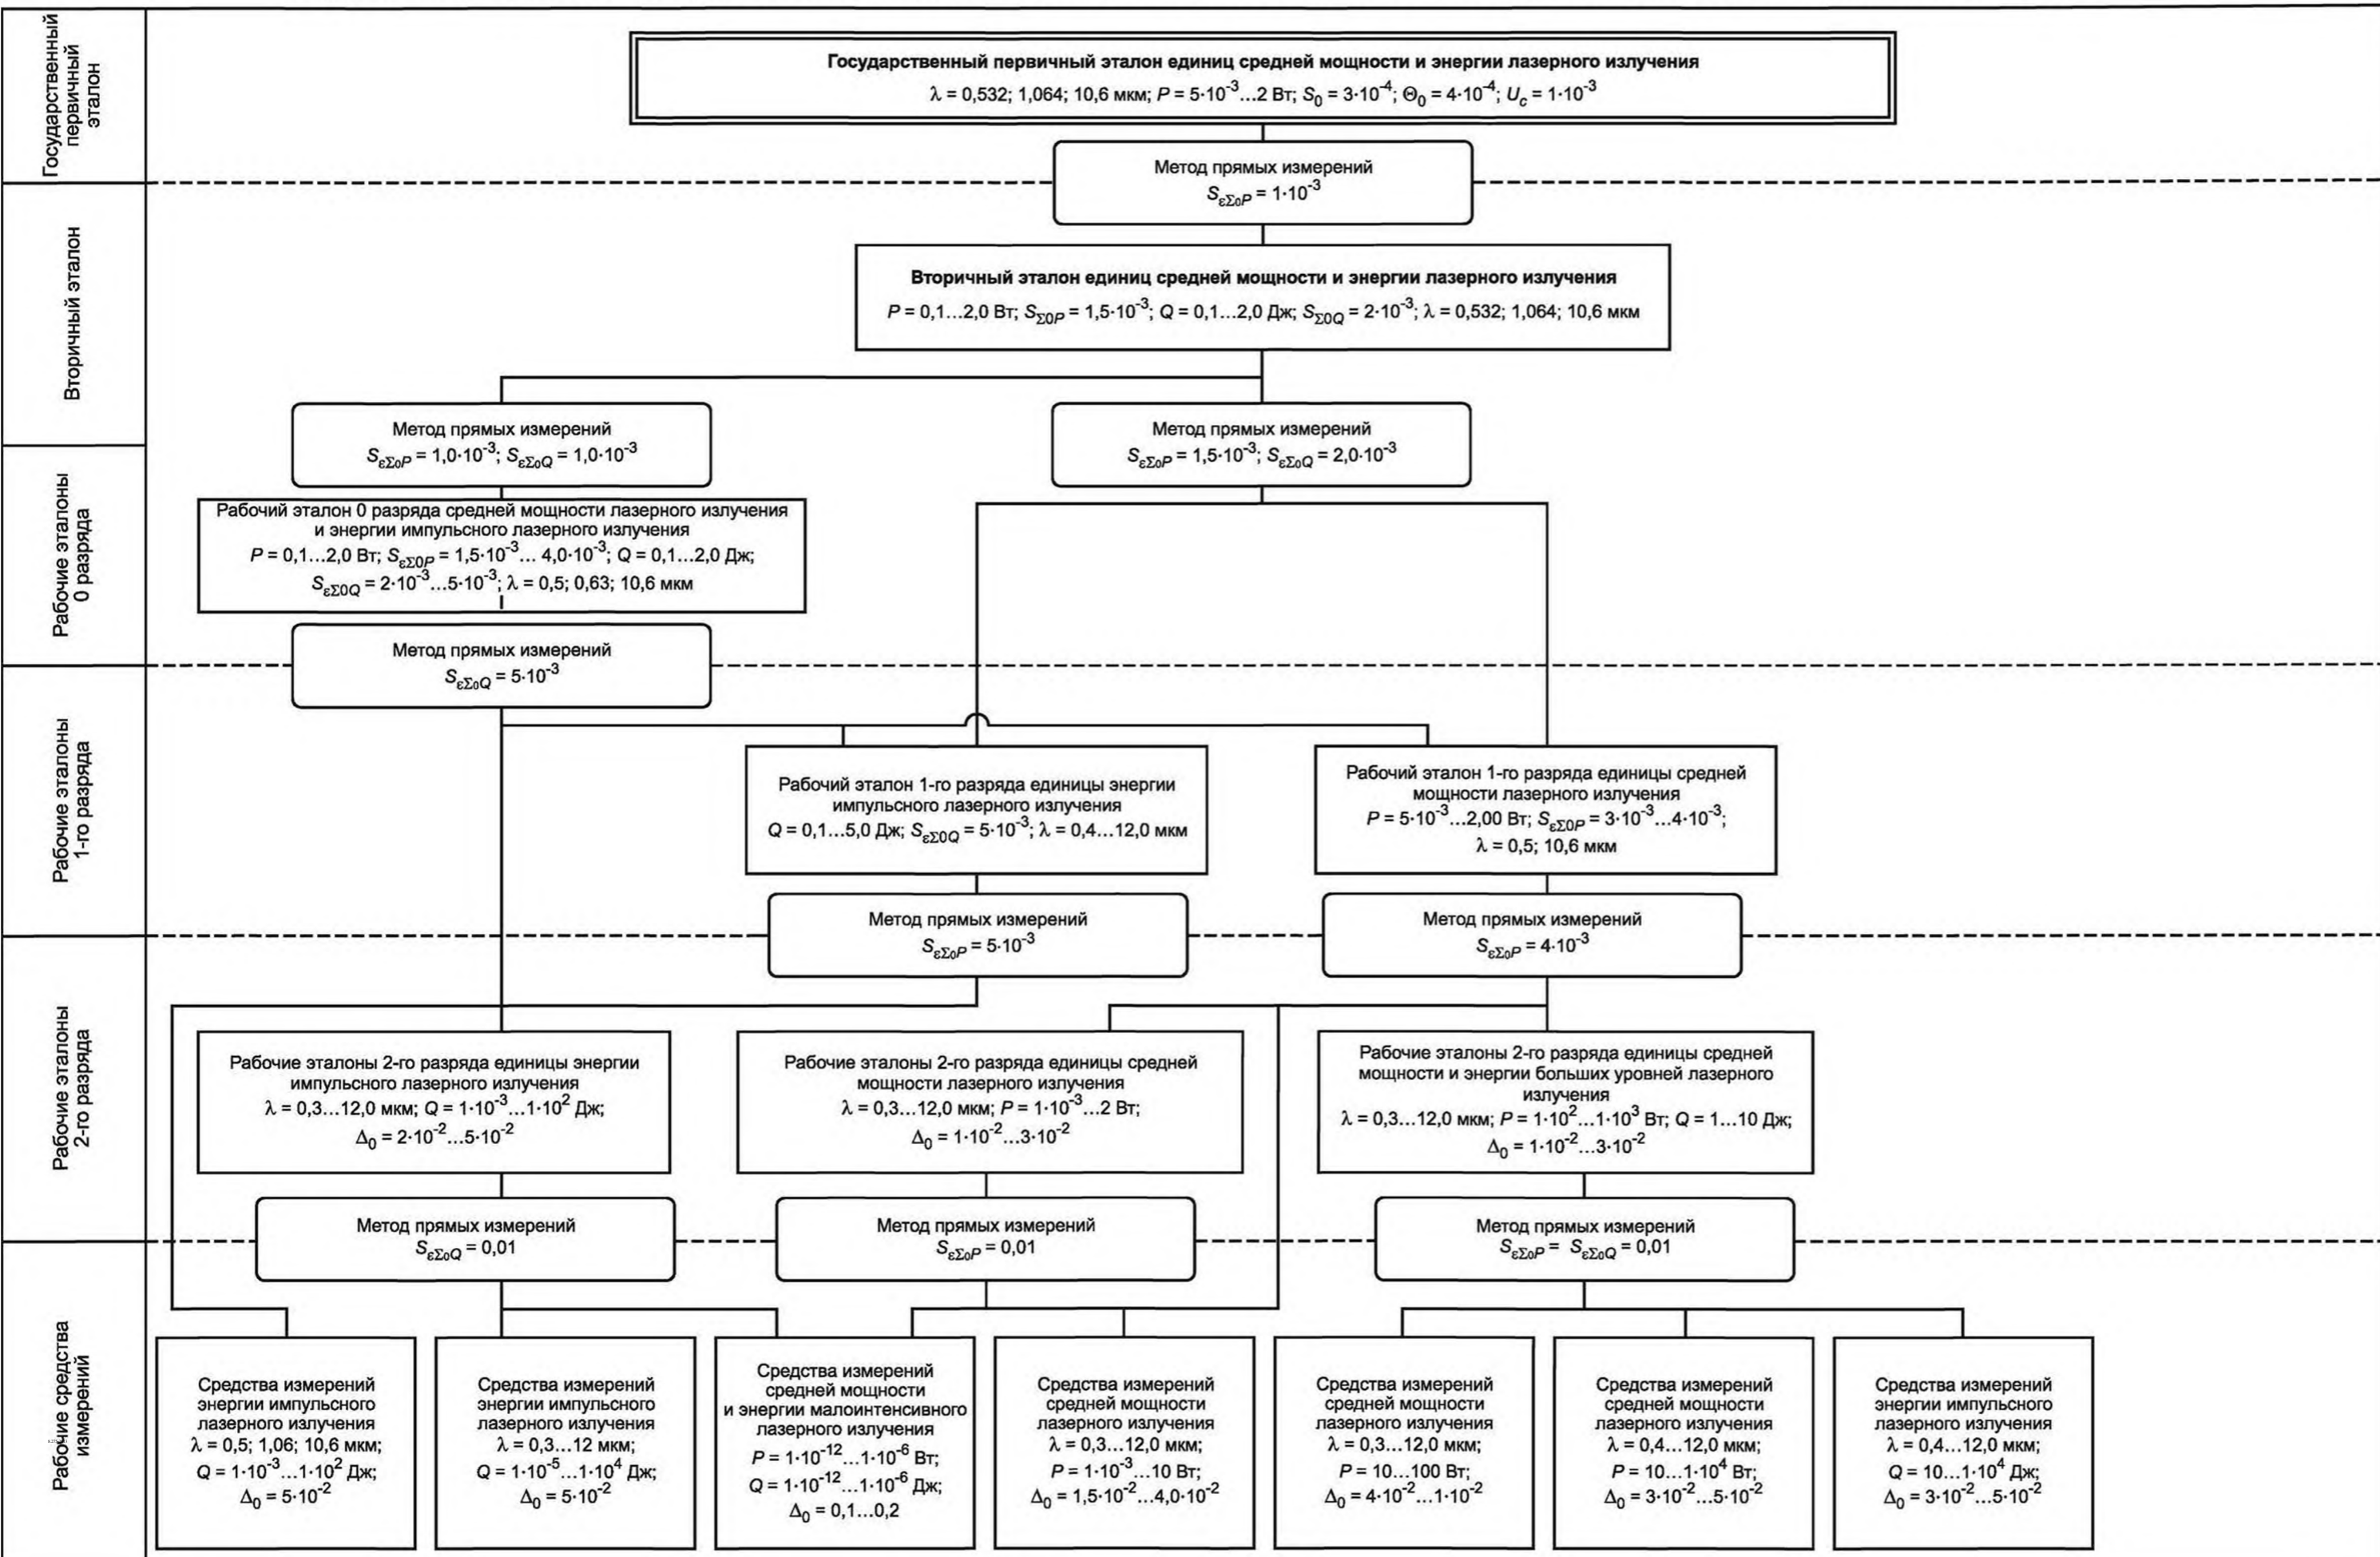 Государственный
первичный
эталон
Государственный первичный эталон единиц средней мощности и энергии лазерного излучения
λ = 0,532; 1,064; 10,6 мкм; P = 5·10⁻³...2 Вт; S₀ = 3·10⁻⁴; Θ₀ = 4·10⁻⁴; U_c = 1·10⁻³
Метод прямых измерений
S_εΣ₀P = 1·10⁻³
Вторичный эталон
Вторичный эталон единиц средней мощности и энергии лазерного излучения
P = 0,1...2,0 Вт; S_Σ0P = 1,5·10⁻³; Q = 0,1...2,0 Дж; S_Σ0Q = 2·10⁻³; λ = 0,532; 1,064; 10,6 мкм
Метод прямых измерений
S_εΣ₀P = 1,0·10⁻³; S_εΣ₀Q = 1,0·10⁻³
Метод прямых измерений
S_εΣ₀P = 1,5·10⁻³; S_εΣ₀Q = 2,0·10⁻³
Рабочие эталоны
0 разряда
Рабочий эталон 0 разряда средней мощности лазерного излучения
и энергии импульсного лазерного излучения
P = 0,1...2,0 Вт; S_εΣ0P = 1,5·10⁻³... 4,0·10⁻³; Q = 0,1...2,0 Дж;
S_εΣ0Q = 2·10⁻³...5·10⁻³; λ = 0,5; 0,63; 10,6 мкм
Метод прямых измерений
S_εΣ₀Q = 5·10⁻³
Рабочие эталоны
1-го разряда
Рабочий эталон 1-го разряда единицы энергии
импульсного лазерного излучения
Q = 0,1...5,0 Дж; S_εΣ0Q = 5·10⁻³; λ = 0,4...12,0 мкм
Рабочий эталон 1-го разряда единицы средней
мощности лазерного излучения
P = 5·10⁻³...2,00 Вт; S_εΣ0P = 3·10⁻³...4·10⁻³;
λ = 0,5; 10,6 мкм
Метод прямых измерений
S_εΣ₀P = 5·10⁻³
Метод прямых измерений
S_εΣ₀P = 4·10⁻³
Рабочие эталоны
2-го разряда
Рабочие эталоны 2-го разряда единицы энергии
импульсного лазерного излучения
λ = 0,3...12,0 мкм; Q = 1·10⁻³...1·10² Дж;
Δ₀ = 2·10⁻²...5·10⁻²
Рабочие эталоны 2-го разряда единицы средней
мощности лазерного излучения
λ = 0,3...12,0 мкм; P = 1·10⁻³...2 Вт;
Δ₀ = 1·10⁻²...3·10⁻²
Рабочие эталоны 2-го разряда единицы средней
мощности и энергии больших уровней лазерного
излучения
λ = 0,3...12,0 мкм; P = 1·10²...1·10³ Вт; Q = 1...10 Дж;
Δ₀ = 1·10⁻²...3·10⁻²
Метод прямых измерений
S_εΣ₀Q = 0,01
Метод прямых измерений
S_εΣ₀P = 0,01
Метод прямых измерений
S_εΣ₀P = S_εΣ₀Q = 0,01
Рабочие средства
измерений
Средства измерений
энергии импульсного
лазерного излучения
λ = 0,5; 1,06; 10,6 мкм;
Q = 1·10⁻³...1·10² Дж;
Δ₀ = 5·10⁻²
Средства измерений
энергии импульсного
лазерного излучения
λ = 0,3...12 мкм;
Q = 1·10⁻⁵...1·10⁴ Дж;
Δ₀ = 5·10⁻²
Средства измерений
средней мощности
и энергии малоинтенсивного
лазерного излучения
P = 1·10⁻¹²...1·10⁻⁶ Вт;
Q = 1·10⁻¹²...1·10⁻⁶ Дж;
Δ₀ = 0,1...0,2
Средства измерений
средней мощности
лазерного излучения
λ = 0,3...12,0 мкм;
P = 1·10⁻³...10 Вт;
Δ₀ = 1,5·10⁻²...4,0·10⁻²
Средства измерений
средней мощности
лазерного излучения
λ = 0,3...12,0 мкм;
P = 10...100 Вт;
Δ₀ = 4·10⁻²...1·10⁻²
Средства измерений
средней мощности
лазерного излучения
λ = 0,4...12,0 мкм;
P = 10...1·10⁴ Вт;
Δ₀ = 3·10⁻²...5·10⁻²
Средства измерений
энергии импульсного
лазерного излучения
λ = 0,4...12,0 мкм;
Q = 10...1·10⁴ Дж;
Δ₀ = 3·10⁻²...5·10⁻²